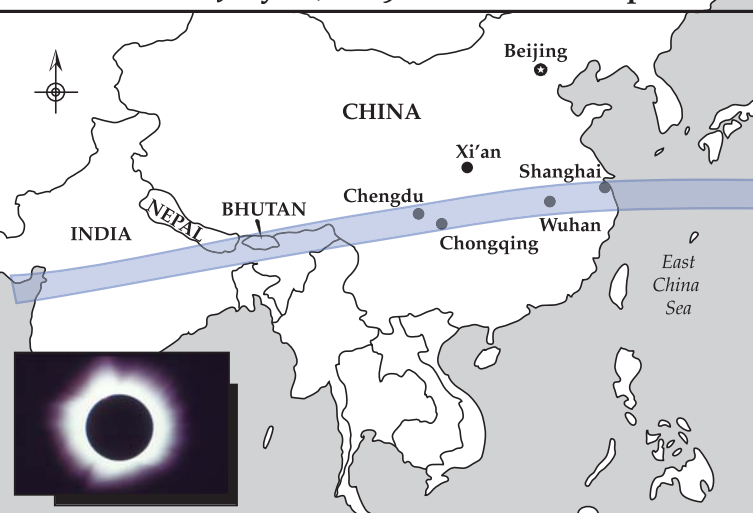 Beijing
CHINA
Xi’an
Shanghai
Chengdu
NEPAL
BHUTAN
INDIA
Wuhan
Chongqing
East
China
Sea